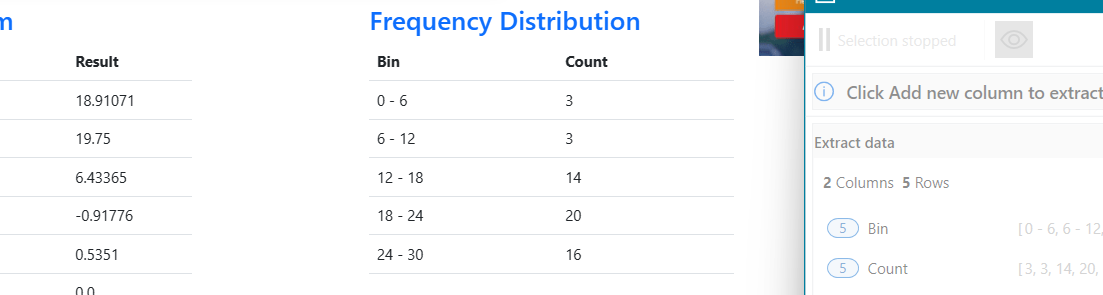 m
Result
18.91071
19.75
6.43365
-0.91776
0.5351
0.0
Frequency Distribution
Bin Count
0 - 6 3
6 - 12 3
12 - 18 14
18 - 24 20
24 - 30 16
Selection stopped
Click Add new column to extract
Extract data
2 Columns 5 Rows
5 Bin [ 0 - 6, 6 - 12,
5 Count [ 3, 3, 14, 20,